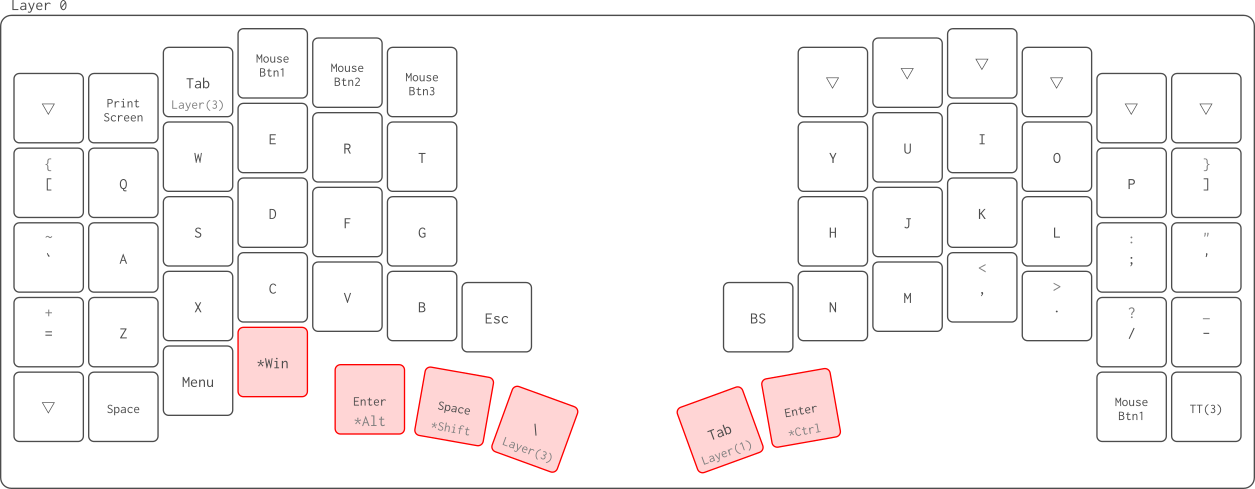 Layer 0
▽
Print
Screen
Tab
Layer(3)
Mouse
Btn1
Mouse
Btn2
Mouse
Btn3
▽
▽
▽
▽
▽
▽
{
[
Q
W
E
R
T
Y
U
I
O
P
}
]
~
`
A
S
D
F
G
H
J
K
L
:
;
"
'
+
=
Z
X
C
V
B
Esc
BS
N
M
<
,
>
.
?
/
_
-
▽
Space
Menu
*Win
Enter
*Alt
Space
*Shift
\
Layer(3)
Tab
Layer(1)
Enter
*Ctrl
Mouse
Btn1
TT(3)